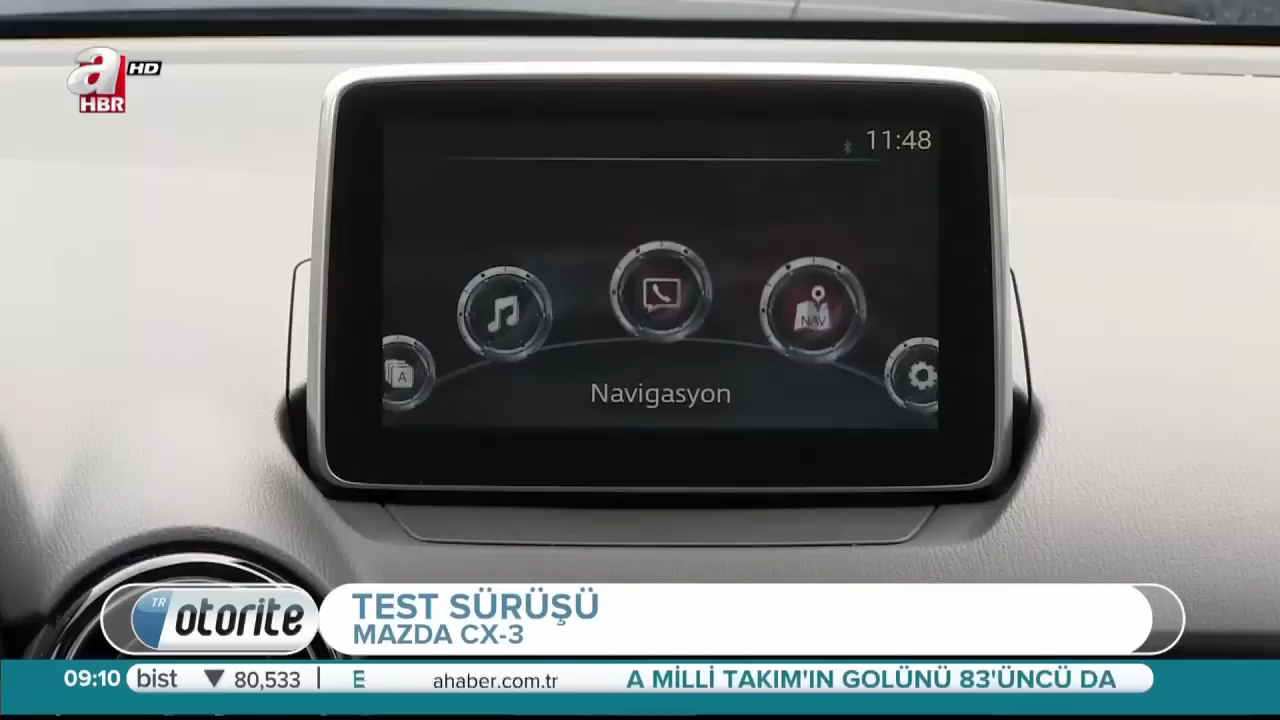 a HD
HBR
11:48
A
NAV
Navigasyon
TR otorite
TEST SÜRÜŞÜ
MAZDA CX-3
09:10 bist ▼ 80,533 E ahaber.com.tr A MİLLİ TAKIM'IN GOLÜNÜ 83'ÜNCÜ DA